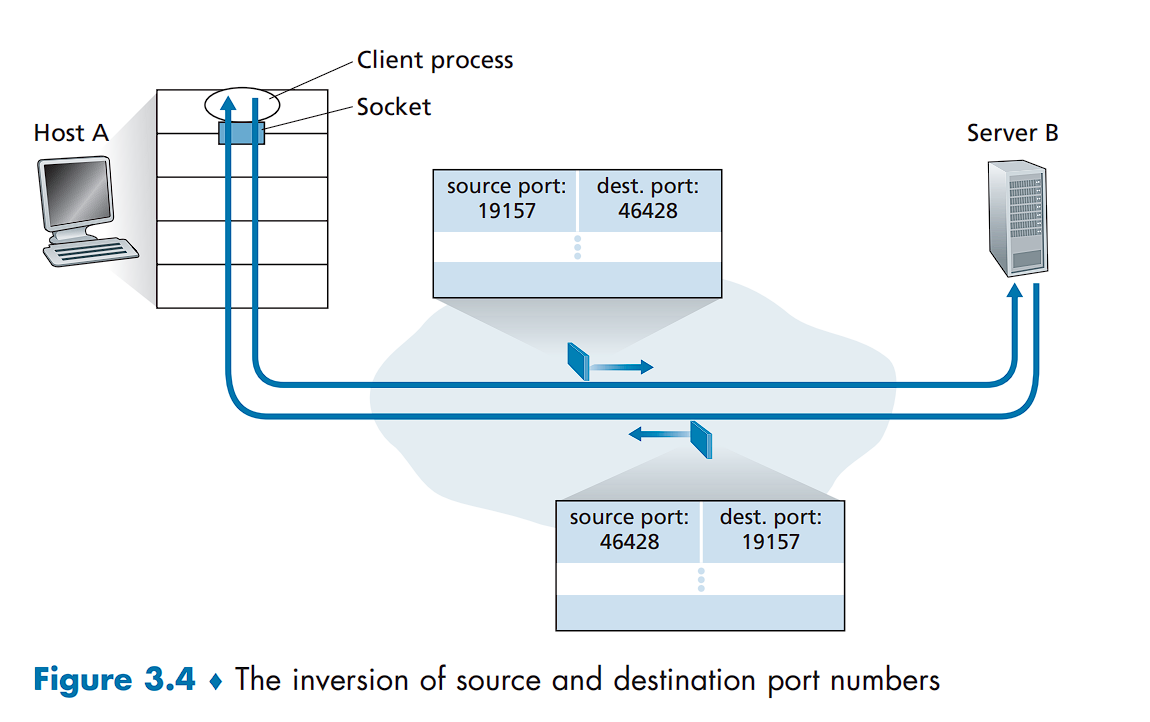 Client process
Socket
Host A
Server B
source port: dest. port:
19157 46428
source port: dest. port:
46428 19157
Figure 3.4 ♦ The inversion of source and destination port numbers